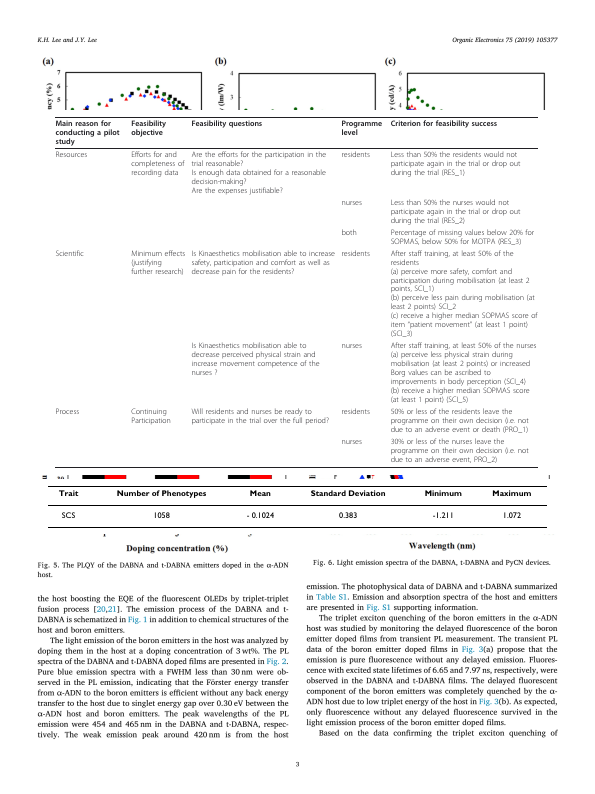 K.H. Lee and J.Y. Lee
Organic Electronics 75 (2019) 105377
(a)
(b)
(c)
7
5
4
(lm/W)
3
6
5
4
y (cd/A)
Main reason for conducting a pilot study
Feasibility objective
Feasibility questions
Programme level
Criterion for feasibility success
Resources
Efforts for and completeness of recording data
Are the efforts for the participation in the trial reasonable?
Is enough data obtained for a reasonable decision-making?
Are the expenses justifiable?
residents
Less than 50% the residents would not participate again in the trial or drop out during the trial (RES_1)
nurses
Less than 50% the nurses would not participate again in the trial or drop out during the trial (RES_2)
both
Percentage of missing values below 20% for SOPMAS, below 50% for MOTPA (RES_3)
Scientific
Minimum effects (justifying further research)
Is Kinaesthetics mobilisation able to increase safety, participation and comfort as well as decrease pain for the residents?
residents
After staff training, at least 50% of the residents
(a) perceive more safety, comfort and participation during mobilisation (at least 2 points, SCI_1)
(b) perceive less pain during mobilisation (at least 2 points) SCI_2
(c) receive a higher median SOPMAS score of item "patient movement" (at least 1 point) (SCI_3)
Is Kinaesthetics mobilisation able to decrease perceived physical strain and increase movement competence of the nurses ?
nurses
After staff training, at least 50% of the nurses
(a) perceive less physical strain during mobilisation (at least 2 points) or increased Borg values can be ascribed to improvements in body perception (SCI_4)
(b) receive a higher median SOPMAS score (at least 1 point) (SCI_5)
Process
Continuing Participation
Will residents and nurses be ready to participate in the trial over the full period?
residents
50% or less of the residents leave the programme on their own decision (i.e. not due to an adverse event or death (PRO_1)
nurses
30% or less of the nurses leave the programme on their own decision (i.e. not due to an adverse event, PRO_2)
Trait Number of Phenotypes Mean Standard Deviation Minimum Maximum
SCS 1058 - 0.1024 0.383 -1.211 1.072
Doping concentration (%)
Wavelength (nm)
Fig. 5. The PLQY of the DABNA and t-DABNA emitters doped in the α-ADN
host.
Fig. 6. Light emission spectra of the DABNA, t-DABNA and PyCN devices.
the host boosting the EQE of the fluorescent OLEDs by triplet-triplet
fusion process [20,21]. The emission process of the DABNA and t-
DABNA is schematized in Fig. 1 in addition to chemical structures of the
host and boron emitters.
The light emission of the boron emitters in the host was analyzed by
doping them in the host at a doping concentration of 3 wt%. The PL
spectra of the DABNA and t-DABNA doped films are presented in Fig. 2.
Pure blue emission spectra with a FWHM less than 30 nm were ob-
served in the PL emission, indicating that the Förster energy transfer
from α-ADN to the boron emitters is efficient without any back energy
transfer to the host due to singlet energy gap over 0.30 eV between the
α-ADN host and boron emitters. The peak wavelengths of the PL
emission were 454 and 465 nm in the DABNA and t-DABNA, respec-
tively. The weak emission peak around 420 nm is from the host
emission. The photophysical data of DABNA and t-DABNA summarized
in Table S1. Emission and absorption spectra of the host and emitters
are presented in Fig. S1 supporting information.
The triplet exciton quenching of the boron emitters in the α-ADN
host was studied by monitoring the delayed fluorescence of the boron
emitter doped films from transient PL measurement. The transient PL
data of the boron emitter doped films in Fig. 3(a) propose that the
emission is pure fluorescence without any delayed emission. Fluores-
cence with excited state lifetimes of 6.65 and 7.97 ns, respectively, were
observed in the DABNA and t-DABNA films. The delayed fluorescent
component of the boron emitters was completely quenched by the α-
ADN host due to low triplet energy of the host in Fig. 3(b). As expected,
only fluorescence without any delayed fluorescence survived in the
light emission process of the boron emitter doped films.
Based on the data confirming the triplet exciton quenching of
3